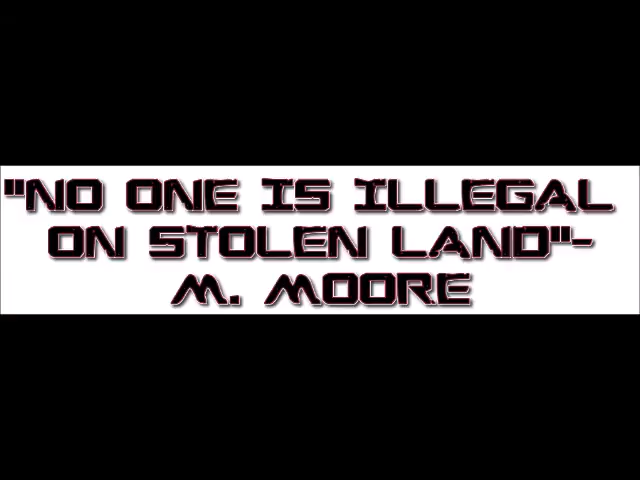 "NO ONE IS ILLEGAL
ON STOLEN LAND"-
M. MOORE